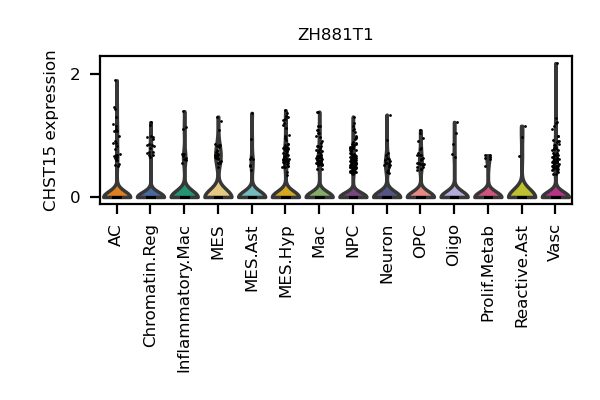 ZH881T1
CHST15 expression
2
0
AC
Chromatin.Reg
Inflammatory.Mac
MES
MES.Ast
MES.Hyp
Mac
NPC
Neuron
OPC
Oligo
Prolif.Metab
Reactive.Ast
Vasc